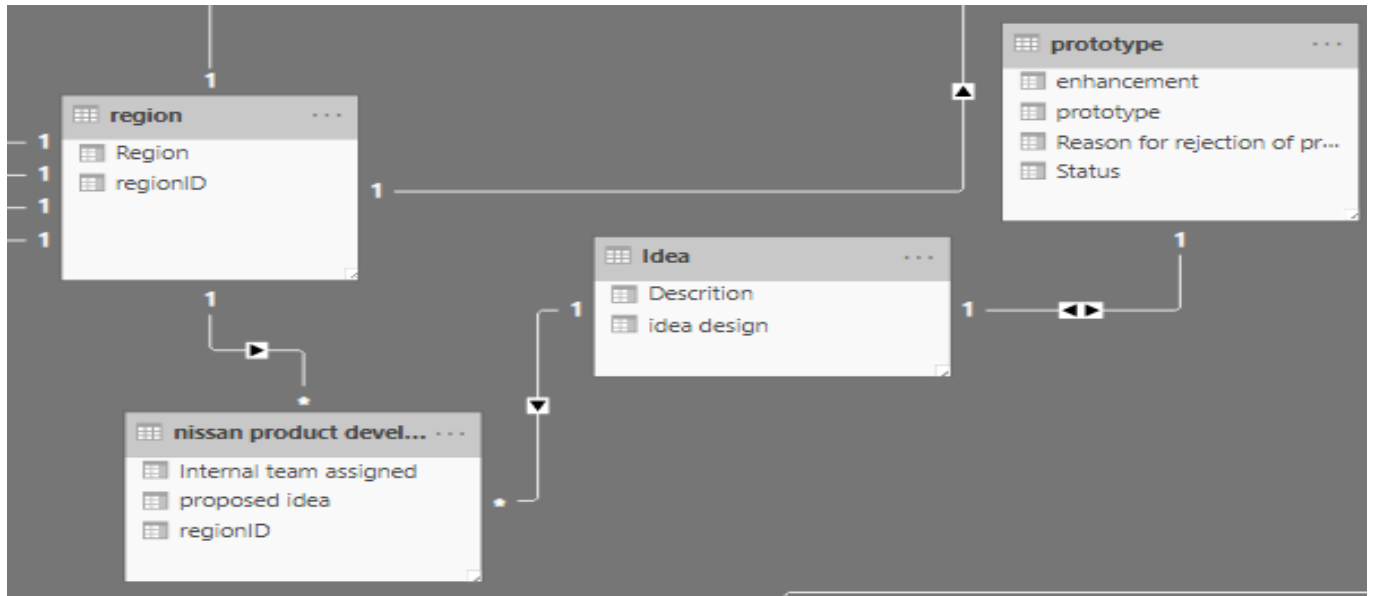 prototype ...
enhancement
prototype
Reason for rejection of pr...
Status
1
1
region ...
Region
regionID
1
1
1
1
1
1
1
Idea ...
Descrition
idea design
1
1
*
nissan product devel... ...
Internal team assigned
proposed idea
regionID
*